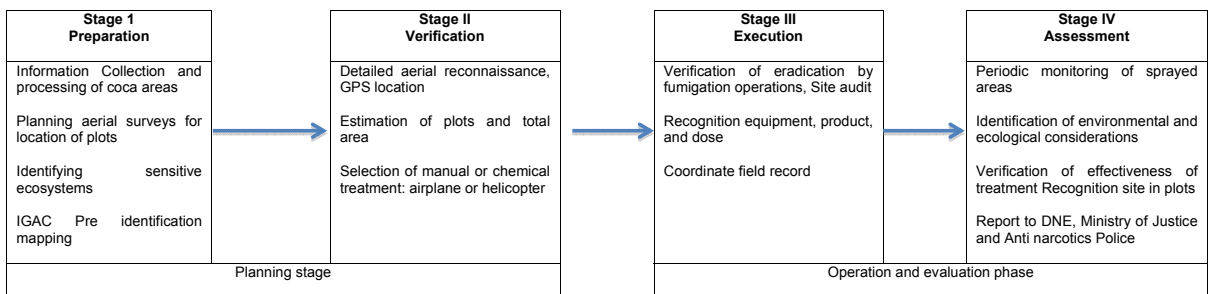 Stage 1
Preparation
Information Collection and
processing of coca areas
Planning aerial surveys for
location of plots
Identifying sensitive
ecosystems
IGAC Pre identification
mapping
Stage II
Verification
Detailed aerial reconnaissance,
GPS location
Estimation of plots and total
area
Selection of manual or chemical
treatment: airplane or helicopter
Planning stage
Stage III
Execution
Verification of eradication by
fumigation operations, Site audit
Recognition equipment, product,
and dose
Coordinate field record
Stage IV
Assessment
Periodic monitoring of sprayed
areas
Identification of environmental and
ecological considerations
Verification of effectiveness of
treatment Recognition site in plots
Report to DNE, Ministry of Justice
and Anti narcotics Police
Operation and evaluation phase